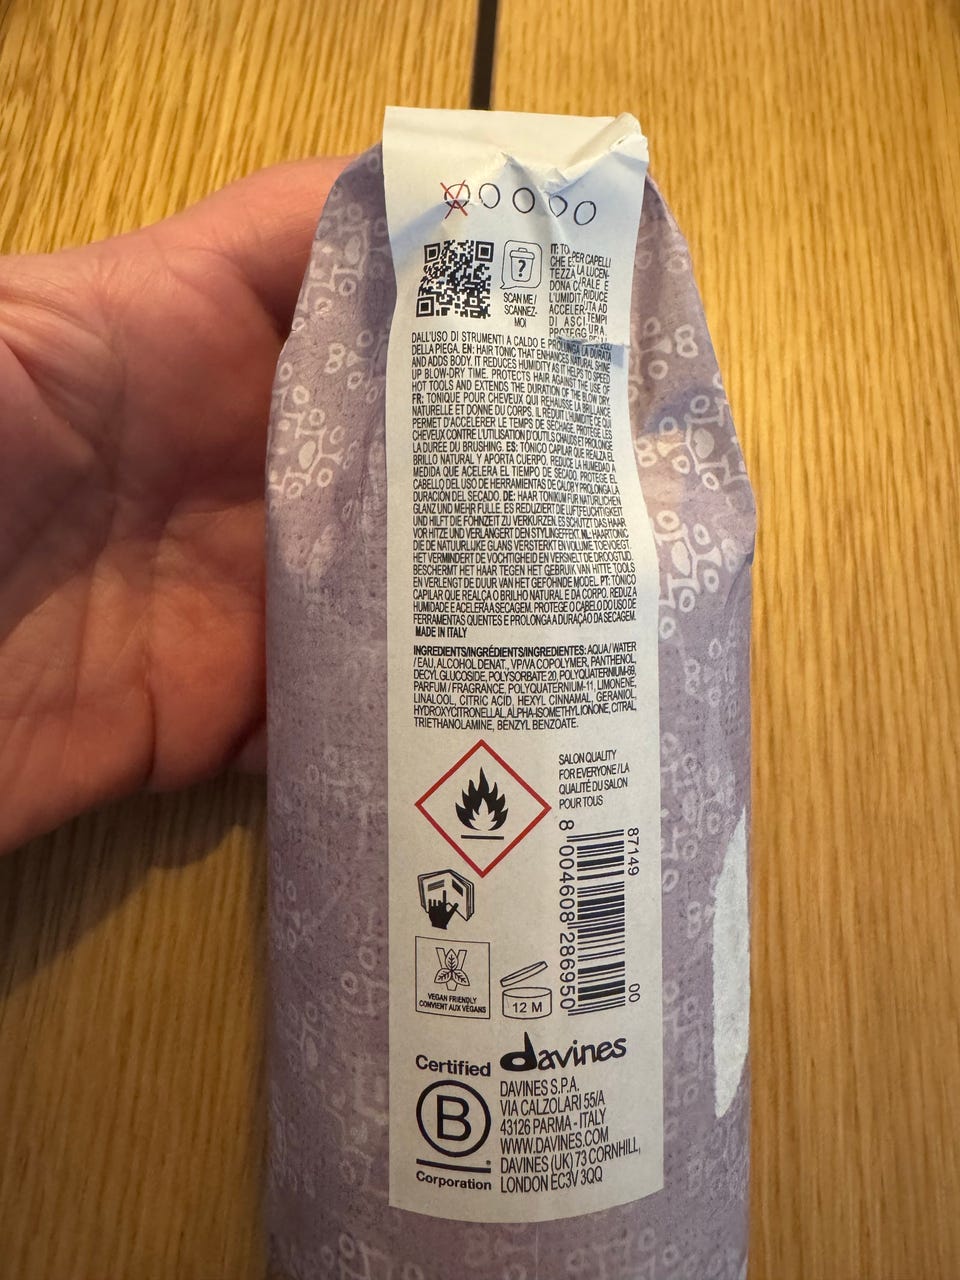 SCAN ME /
SCANNEZ-
MOI
?
IT:
PER CAPELLI
CHE
TEZZA LA LUCEN-
DONA
L'UMIDIT
DI
DALL'USO DI STRUMENTI A CALDO E PROLUNGA LA DURATA
DELLA PIEGA. EN: HAIR TONIC THAT ENHANCES NATURAL SHINE
AND ADDS BODY. IT REDUCES HUMIDITY AS IT HELPS TO SPEED
UP BLOW-DRY TIME. PROTECTS HAIR AGAINST THE USE OF
HOT TOOLS AND EXTENDS THE DURATION OF THE BLOW DRY.
FR: TONIQUE POUR CHEVEUX QUI REHAUSSE LA BRILLANCE
NATURELLE ET DONNE DU CORPS. IL RÉDUIT L'HUMIDITÉ CE QUI
PERMET D'ACCÉLÉRER LE TEMPS DE SÉCHAGE. PROTÈGE LES
CHEVEUX CONTRE L'UTILISATION D'OUTILS CHAUDS ET PROLONGE
LA DURÉE DU BRUSHING. ES: TÓNICO CAPILAR QUE REALZA EL
BRILLO NATURAL Y APORTA CUERPO. REDUCE LA HUMEDAD A
MEDIDA QUE ACELERA EL TIEMPO DE SECADO. PROTEGE EL
CABELLO DEL USO DE HERRAMIENTAS DE CALOR Y PROLONGA LA
DURACIÓN DEL SECADO. DE: HAAR TONIKUM FÜR NATÜRLICHEN
GLANZ UND MEHR FÜLLE. ES REDUZIERT DIE LUFTFEUCHTIGKEIT
UND HILFT DIE FÖHNZEIT ZU VERKÜRZEN. ES SCHÜTZT DAS HAAR
VOR HITZE UND VERLÄNGERT DEN STYLINGEFFEKT. NL: HAARTONIC
DIE DE NATUURLIJKE GLANS VERSTERKT EN VOLUME TOEVOEGT.
HET VERMINDERT DE VOCHTIGHEID EN VERSNELT DE DROOGTIJD.
BESCHERMT HET HAAR TEGEN HET GEBRUIK VAN HITTE TOOLS
EN VERLENGT DE DUUR VAN HET GEFÖHNDE MODEL. PT: TÓNICO
CAPILAR QUE REALÇA O BRILHO NATURAL E DÁ CORPO. REDUZ A
HUMIDADE E ACELERA A SECAGEM. PROTEGE O CABELO DO USO DE
FERRAMENTAS QUENTES E PROLONGA A DURAÇÃO DA SECAGEM.
MADE IN ITALY
INGREDIENTS/INGRÉDIENTS/INGREDIENTES: AQUA / WATER
/ EAU, ALCOHOL DENAT., VP/VA COPOLYMER, PANTHENOL,
DECYL GLUCOSIDE, POLYSORBATE 20, POLYQUATERNIUM-69,
PARFUM / FRAGRANCE, POLYQUATERNIUM-11, LIMONENE,
LINALOOL, CITRIC ACID, HEXYL CINNAMAL, GERANIOL,
HYDROXYCITRONELLAL, ALPHA-ISOMETHYL IONONE, CITRAL,
TRIETHANOLAMINE, BENZYL BENZOATE.
SALON QUALITY
FOR EVERYONE / LA
QUALITÉ DU SALON
POUR TOUS
87149
00
8 004608 286950
VEGAN FRIENDLY
CONVIENT AUX VEGANS
12 M
Certified
B
Corporation
davines
DAVINES S.P.A.
VIA CALZOLARI 55/A
43126 PARMA - ITALY
WWW.DAVINES.COM
DAVINES (UK) 73 CORNHILL,
LONDON EC3V 3QQ